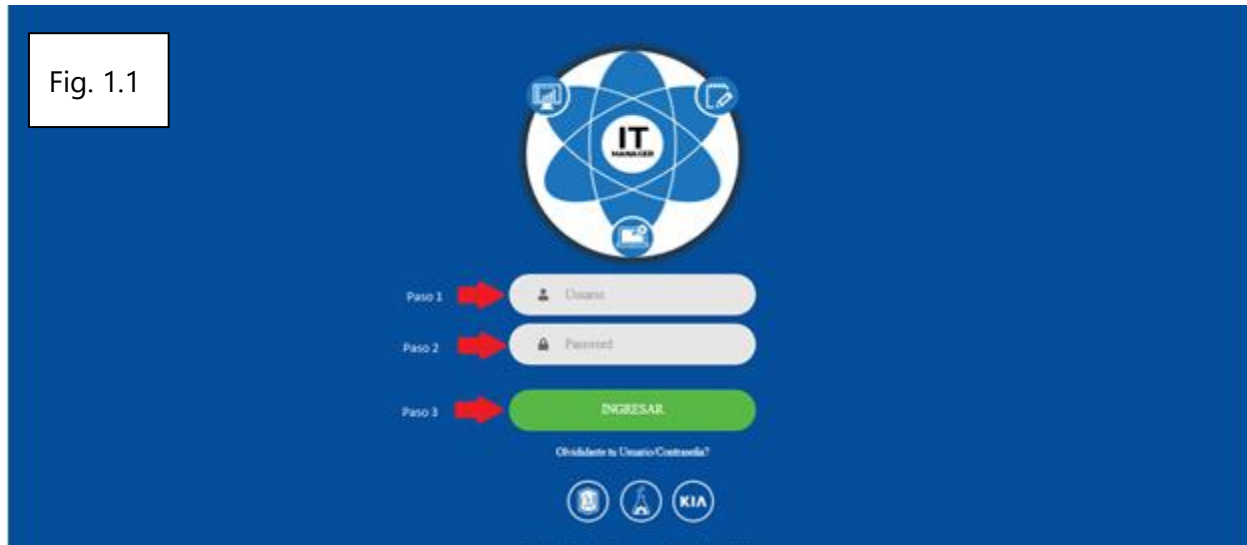 Fig. 1.1
IT
MANAGER
Paso 1
Usuario
Paso 2
Password
Paso 3
INGRESAR
Olvidaste tu Usuario/Contraseña?
KIA